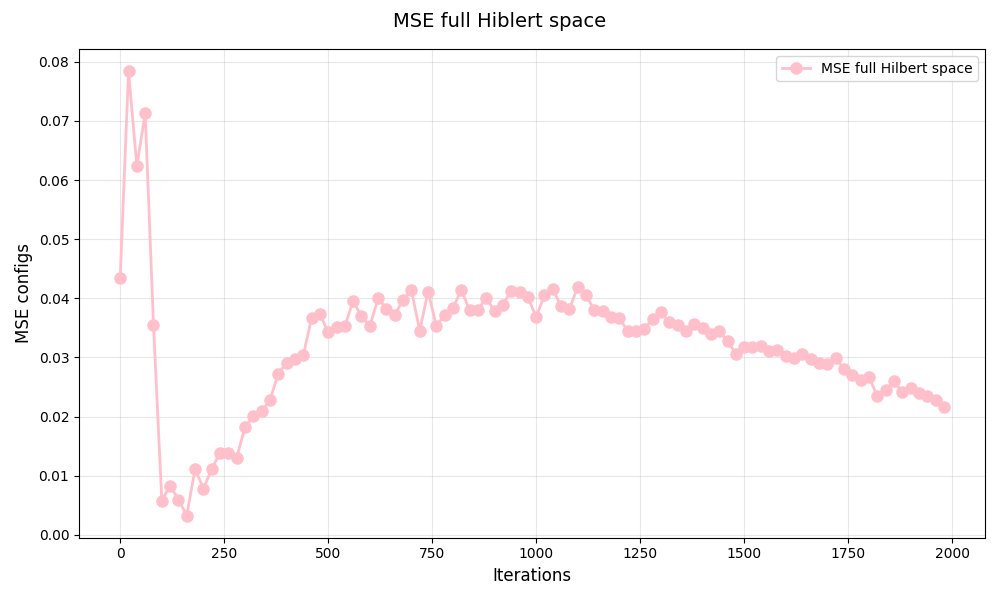 MSE full Hiblert space
MSE full Hilbert space
0.08
0.07
0.06
0.05
0.04
0.03
0.02
0.01
0.00
MSE configs
0 250 500 750 1000 1250 1500 1750 2000
Iterations